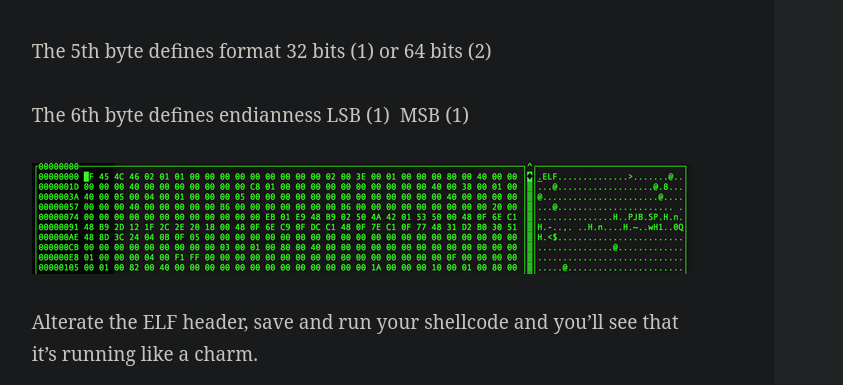 The 5th byte defines format 32 bits (1) or 64 bits (2)
The 6th byte defines endianness LSB (1)  MSB (1)
00000000
00000000 F 45 4C 46 02 01 01 00 00 00 00 00 00 00 00 00 02 00 3E 00 01 00 00 00 80 00 40 00 00 .ELF..............>.......@..
0000001D 00 00 00 40 00 00 00 00 00 00 00 C8 01 00 00 00 00 00 00 00 00 00 00 40 00 38 00 01 00 ...@...................@.8...
0000003A 40 00 05 00 04 00 01 00 00 00 05 00 00 00 00 00 00 00 00 00 00 00 00 00 40 00 00 00 00 @.......................@....
00000057 00 00 00 40 00 00 00 00 00 86 00 00 00 00 00 00 00 B6 00 00 00 00 00 00 00 00 00 20 00 ...@....................... .
00000074 00 00 00 00 00 00 00 00 00 00 00 00 EB 01 E9 48 B9 02 50 4A 42 01 53 50 00 48 0F 6E C1 ...............H..PJB.SP.H.n.
00000091 48 B9 2D 12 1F 2C 2E 20 18 00 48 0F 6E C9 0F DC C1 48 0F 7E C1 0F 77 48 31 D2 B0 30 51 H.-..,. ..H.n....H.~..wH1..0Q
000000AE 48 8D 3C 24 04 0B 0F 05 00 00 00 00 00 00 00 00 00 00 00 00 00 00 00 00 00 00 00 00 00 H.<$.........................
000000CB 00 00 00 00 00 00 00 00 00 03 00 01 00 80 00 40 00 00 00 00 00 00 00 00 00 00 00 00 00 ...............@.............
000000E8 01 00 00 00 04 00 F1 FF 00 00 00 00 00 00 00 00 00 00 00 00 00 00 00 00 0F 00 00 00 00 .............................
00000105 00 01 00 82 00 40 00 00 00 00 00 00 00 00 00 00 00 00 00 1A 00 00 00 10 00 01 00 80 00 .....@.......................
Alterate the ELF header, save and run your shellcode and you’ll see that
it’s running like a charm.